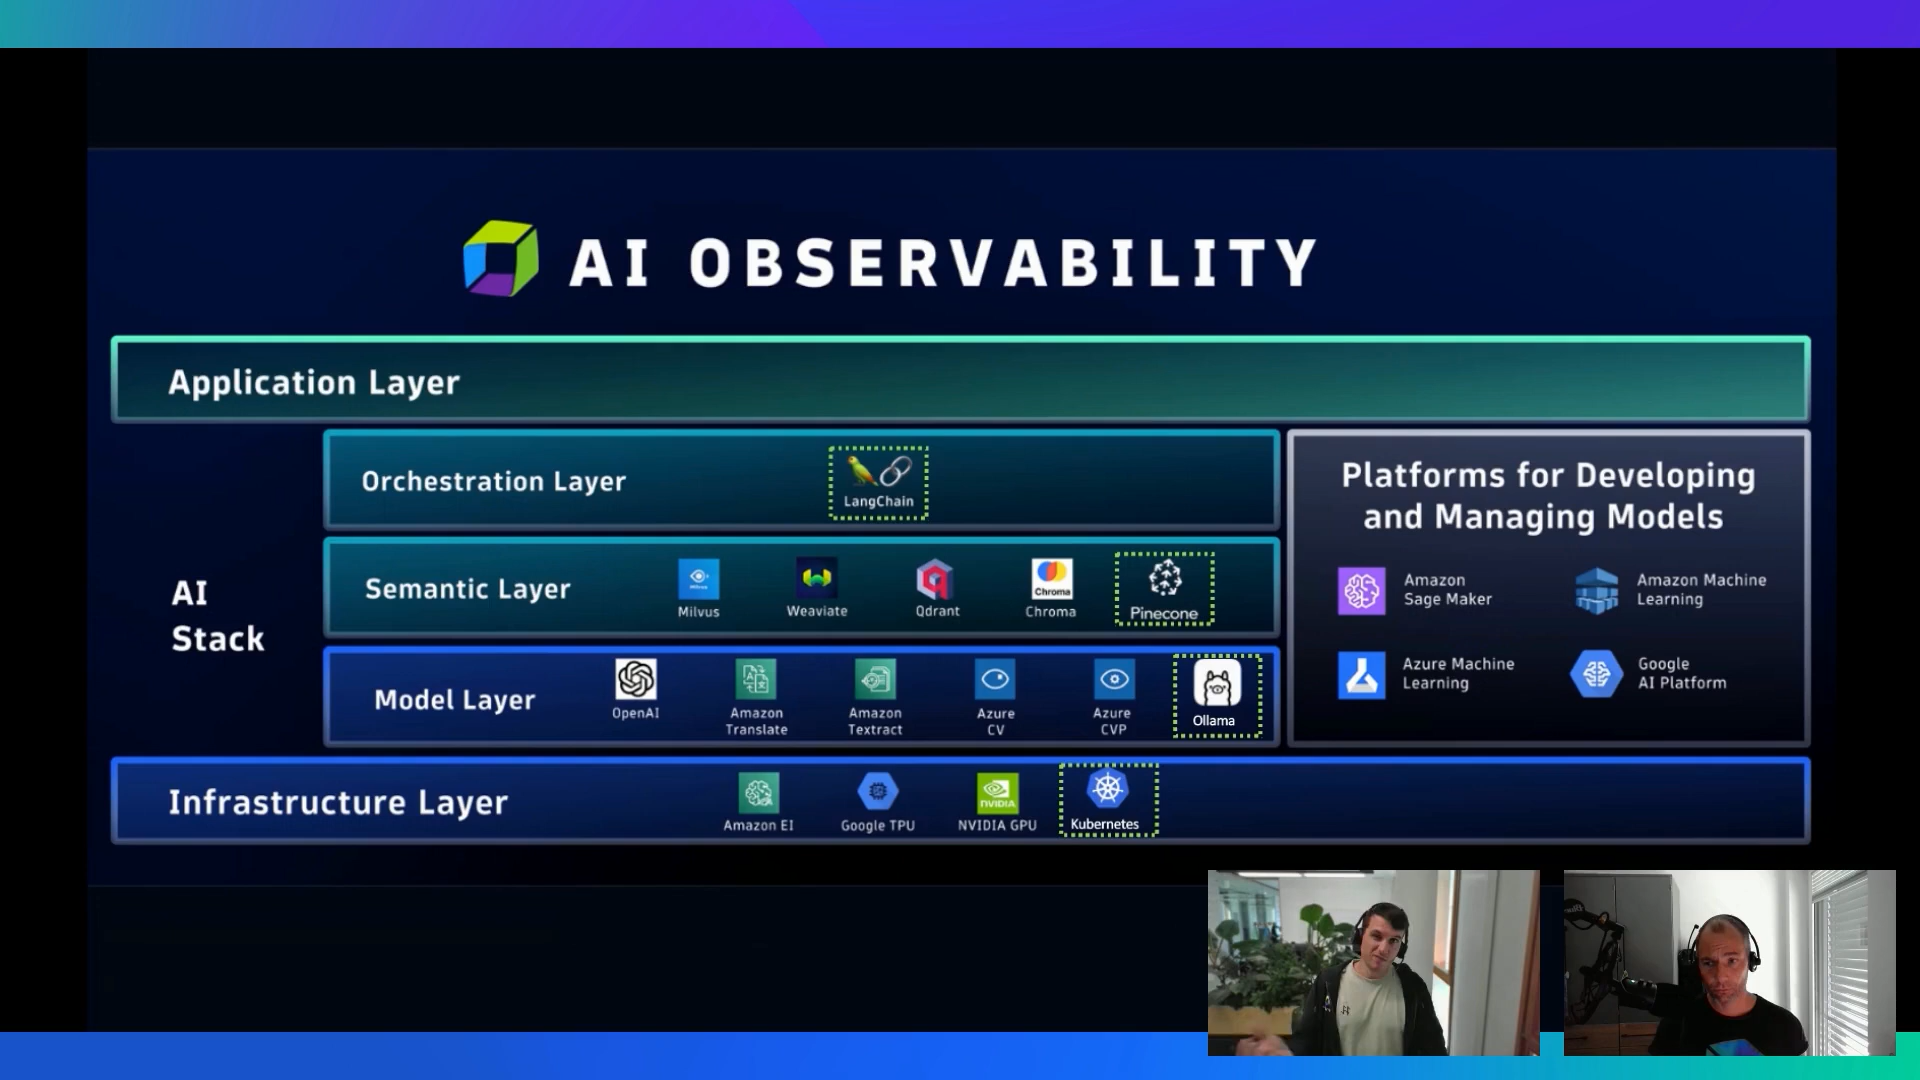 AI OBSERVABILITY
Application Layer
AI
Stack
Orchestration Layer
LangChain
Semantic Layer
Milvus
Weaviate
Qdrant
Chroma
Chroma
Pinecone
Model Layer
OpenAI
Amazon
Translate
Amazon
Textract
Azure
CV
Azure
CVP
Ollama
Platforms for Developing
and Managing Models
Amazon
Sage Maker
Amazon Machine
Learning
Azure Machine
Learning
Google
AI Platform
Infrastructure Layer
Amazon EI
Google TPU
NVIDIA
NVIDIA GPU
Kubernetes